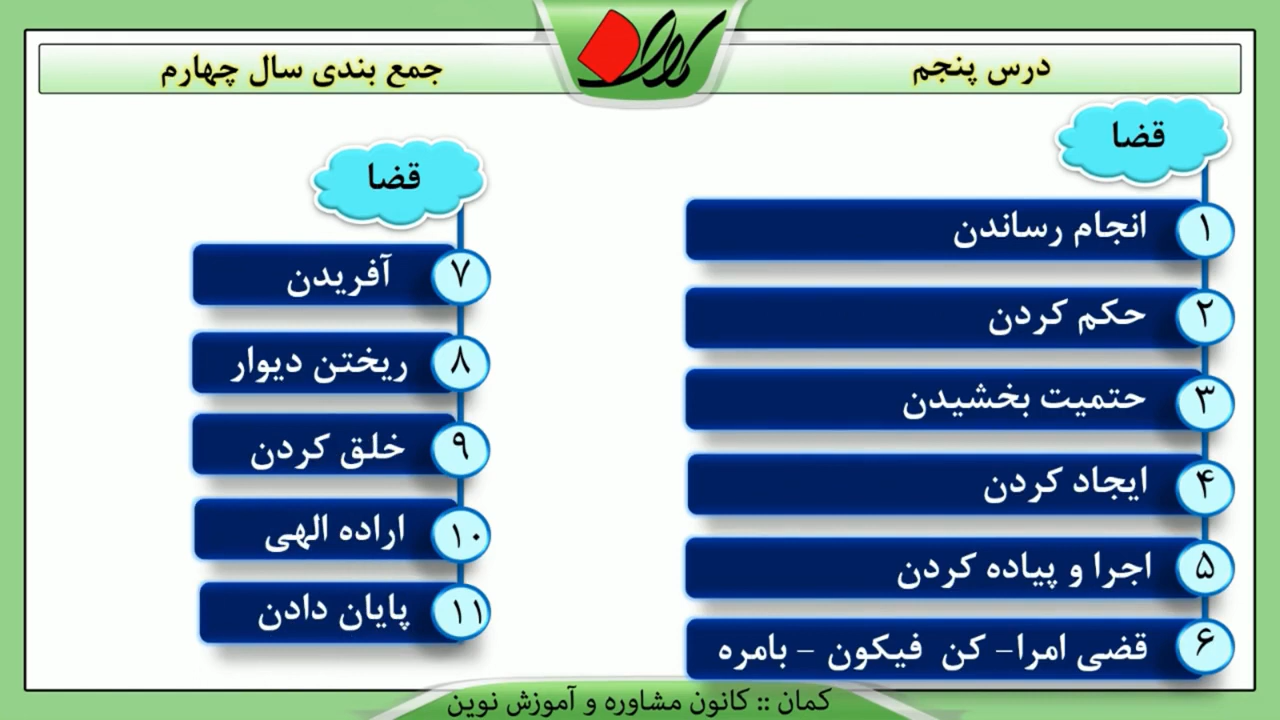 درس پنجم
جمع بندی سال چهارم
کمان
قضا
۱ انجام رساندن
۲ حکم کردن
۳ حتمیت بخشیدن
۴ ایجاد کردن
۵ اجرا و پیاده کردن
۶ قضی امرا– کن فیکون – بامره
قضا
۷ آفریدن
۸ ریختن دیوار
۹ خلق کردن
۱۰ اراده الهی
۱۱ پایان دادن
کمان :: کانون مشاوره و آموزش نوین